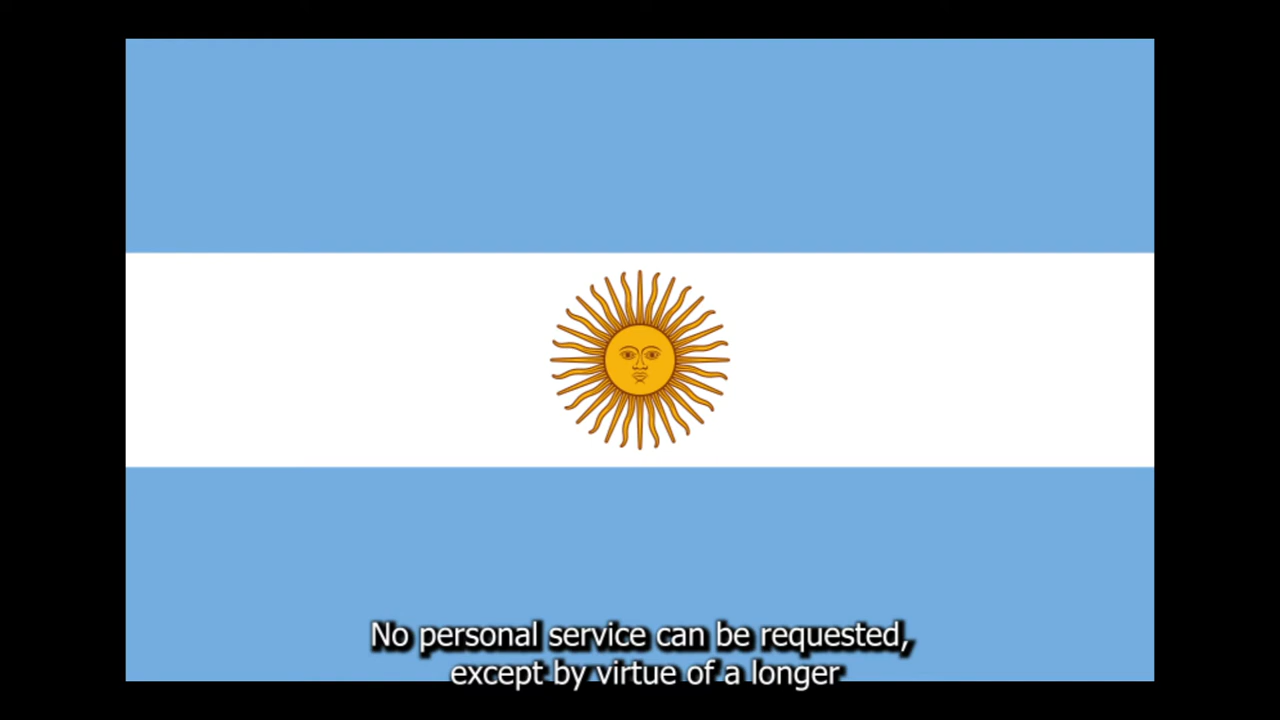 No personal service can be requested,
except by virtue of a longer